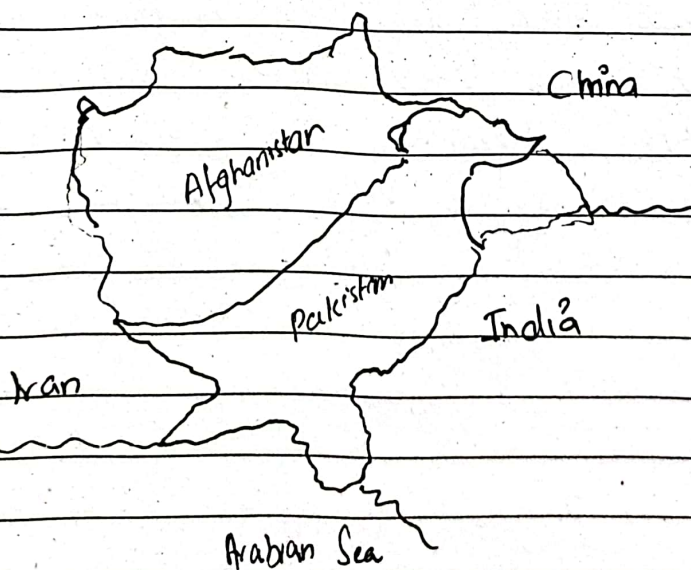 China
Afghanistan
Pakistan
India
Iran
Arabian Sea